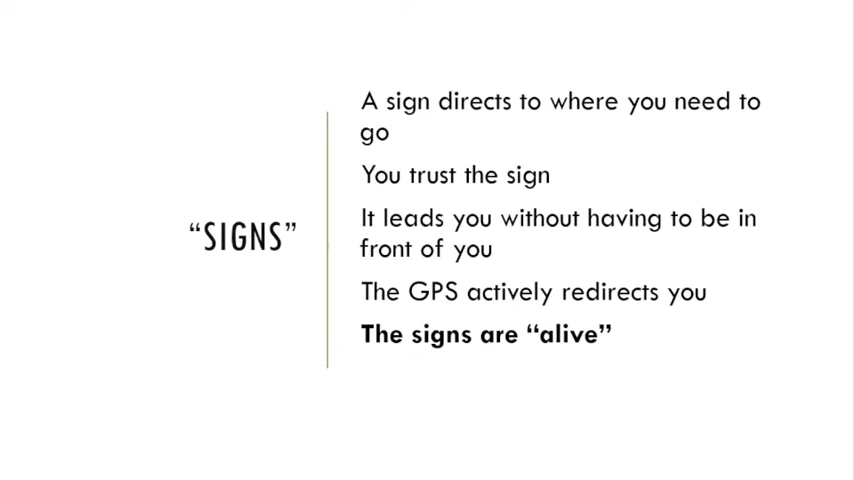 “SIGNS”
A sign directs to where you need to
go
You trust the sign
It leads you without having to be in
front of you
The GPS actively redirects you
The signs are “alive”